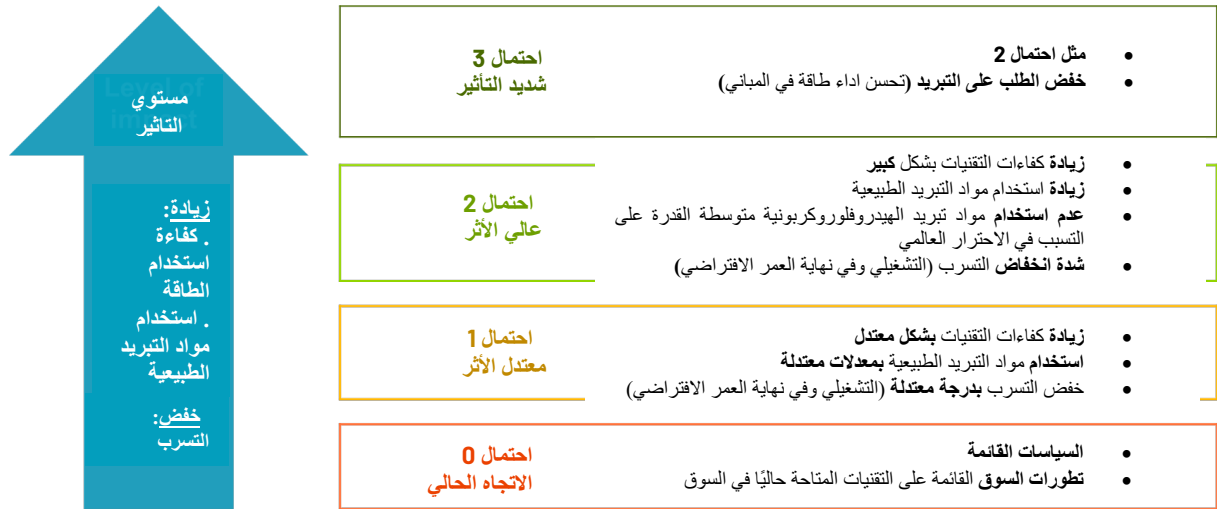 Level of impact
مستوي
التاثير
زيادة:
. كفاءة
استخدام
الطاقة
. استخدام
مواد التبريد
الطبيعية
خفض:
التسرب
احتمال 3
شديد التأثير
• مثل احتمال 2
• خفض الطلب على التبريد (تحسن اداء طاقة في المباني)
احتمال 2
عالي الأثر
• زيادة كفاءات التقنيات بشكل كبير
• زيادة استخدام مواد التبريد الطبيعية
• عدم استخدام مواد تبريد الهيدروفلوروكربونية متوسطة القدرة على
التسبب في الاحترار العالمي
• شدة انخفاض التسرب (التشغيلي وفي نهاية العمر الافتراضي)
احتمال 1
معتدل الأثر
• زيادة كفاءات التقنيات بشكل معتدل
• استخدام مواد التبريد الطبيعية بمعدلات معتدلة
• خفض التسرب بدرجة معتدلة (التشغيلي وفي نهاية العمر الافتراضي)
احتمال 0
الاتجاه الحالي
• السياسات القائمة
• تطورات السوق القائمة على التقنيات المتاحة حاليًا في السوق